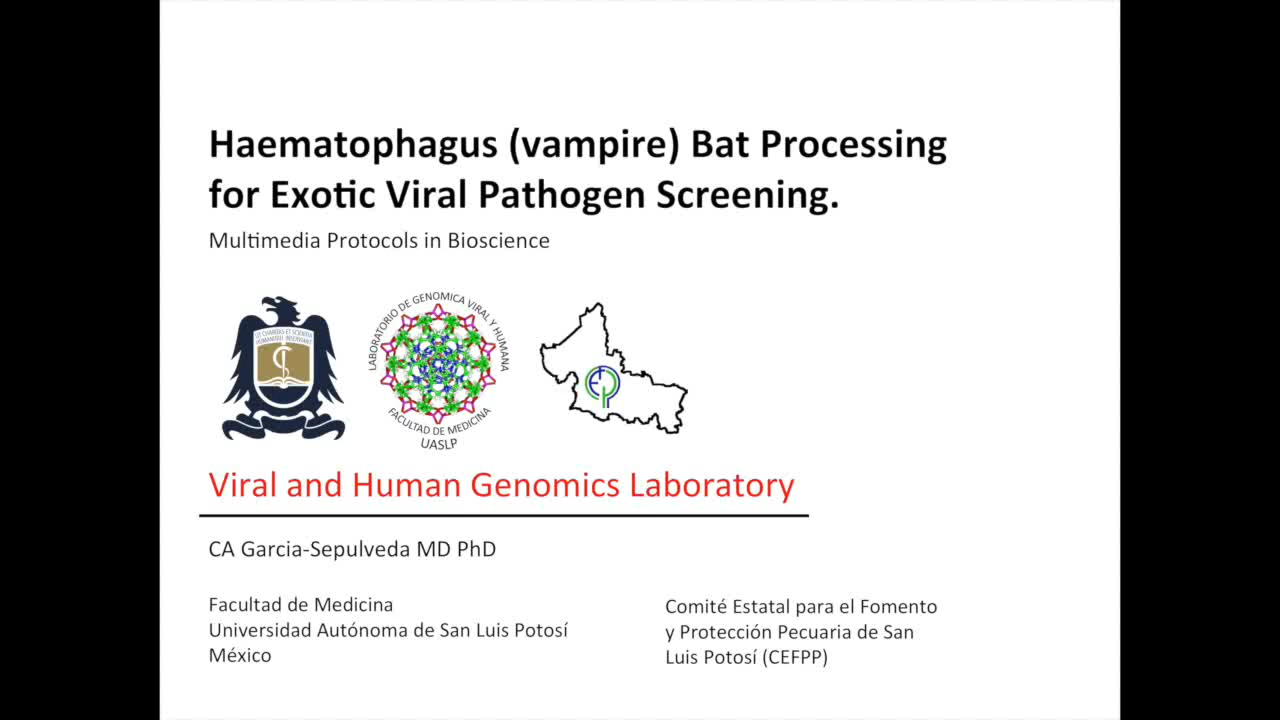 Haematophagus (vampire) Bat Processing
for Exotic Viral Pathogen Screening.
Multimedia Protocols in Bioscience
LABORATORIO DE GENOMICA VIRAL Y HUMANA
FACULTAD DE MEDICINA
UASLP
Viral and Human Genomics Laboratory
CA Garcia-Sepulveda MD PhD
Facultad de Medicina
Universidad Autónoma de San Luis Potosí
México
Comité Estatal para el Fomento
y Protección Pecuaria de San
Luis Potosí (CEFPP)